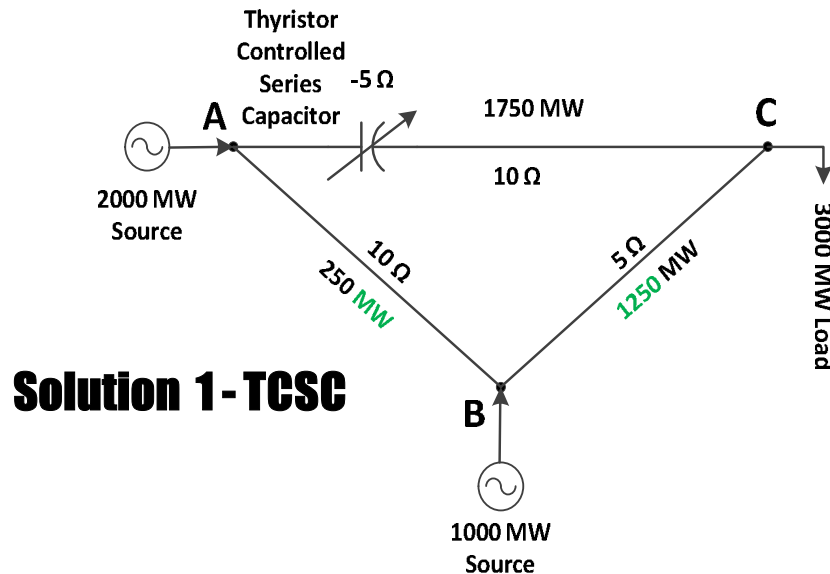 Thyristor
Controlled
Series
Capacitor
-5 Ω
A
1750 MW
C
10 Ω
2000 MW
Source
10 Ω
250 MW
5 Ω
1250 MW
3000 MW Load
Solution 1 - TCSC
B
1000 MW
Source